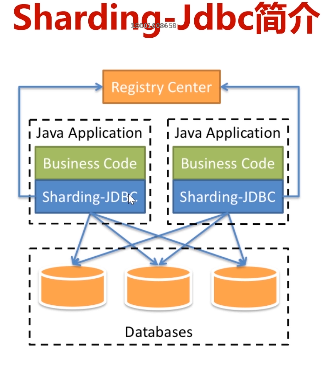 Sharding-Jdbc简介
Registry Center
Java Application
Java Application
Business Code
Business Code
Sharding-JDBC
Sharding-JDBC
Databases